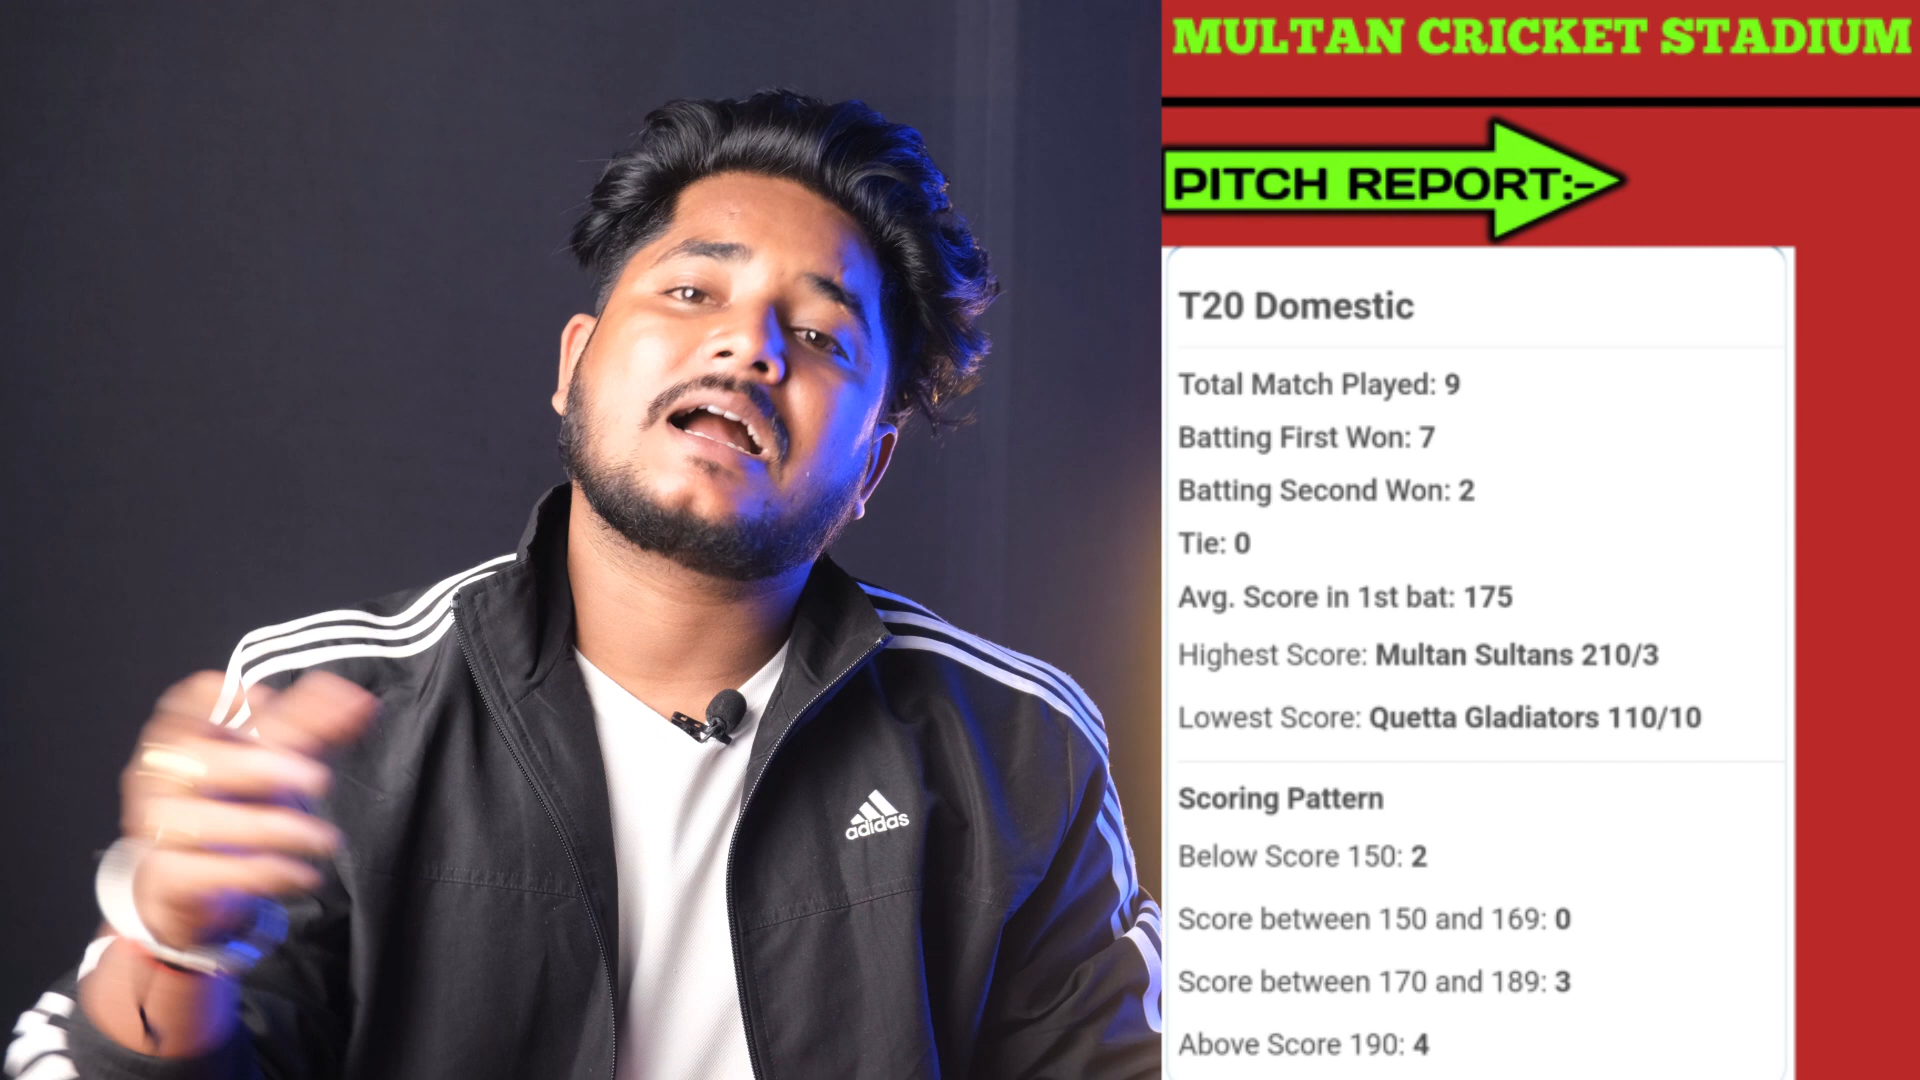 MULTAN CRICKET STADIUM
PITCH REPORT:-
T20 Domestic
Total Match Played: 9
Batting First Won: 7
Batting Second Won: 2
Tie: 0
Avg. Score in 1st bat: 175
Highest Score: Multan Sultans 210/3
Lowest Score: Quetta Gladiators 110/10
Scoring Pattern
Below Score 150: 2
Score between 150 and 169: 0
Score between 170 and 189: 3
Above Score 190: 4
adidas